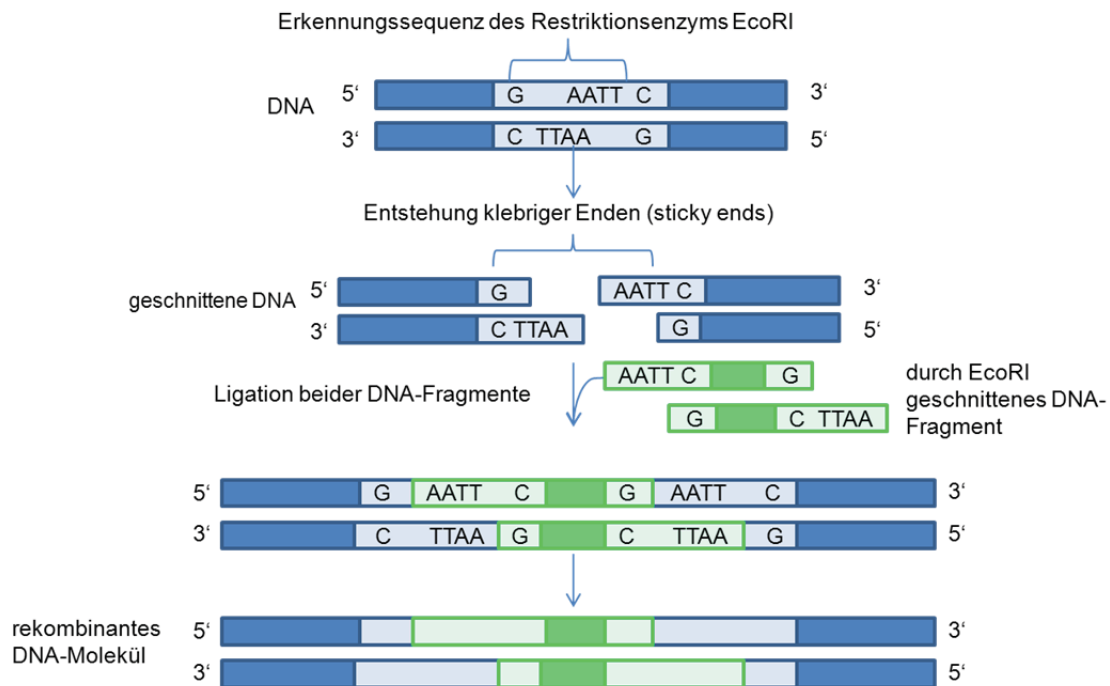 Erkennungssequenz des Restriktionsenzyms EcoRI
5‘ G AATT C 3‘
DNA
3‘ C TTAA G 5‘
Entstehung klebriger Enden (sticky ends)
5‘ G AATT C 3‘
geschnittene DNA
3‘ C TTAA G 5‘
Ligation beider DNA-Fragmente
AATT C G
G C TTAA
durch EcoRI
geschnittenes DNA-
Fragment
5‘ G AATT C G AATT C 3‘
3‘ C TTAA G C TTAA G 5‘
rekombinantes
DNA-Molekül
5‘ 3‘
3‘ 5‘